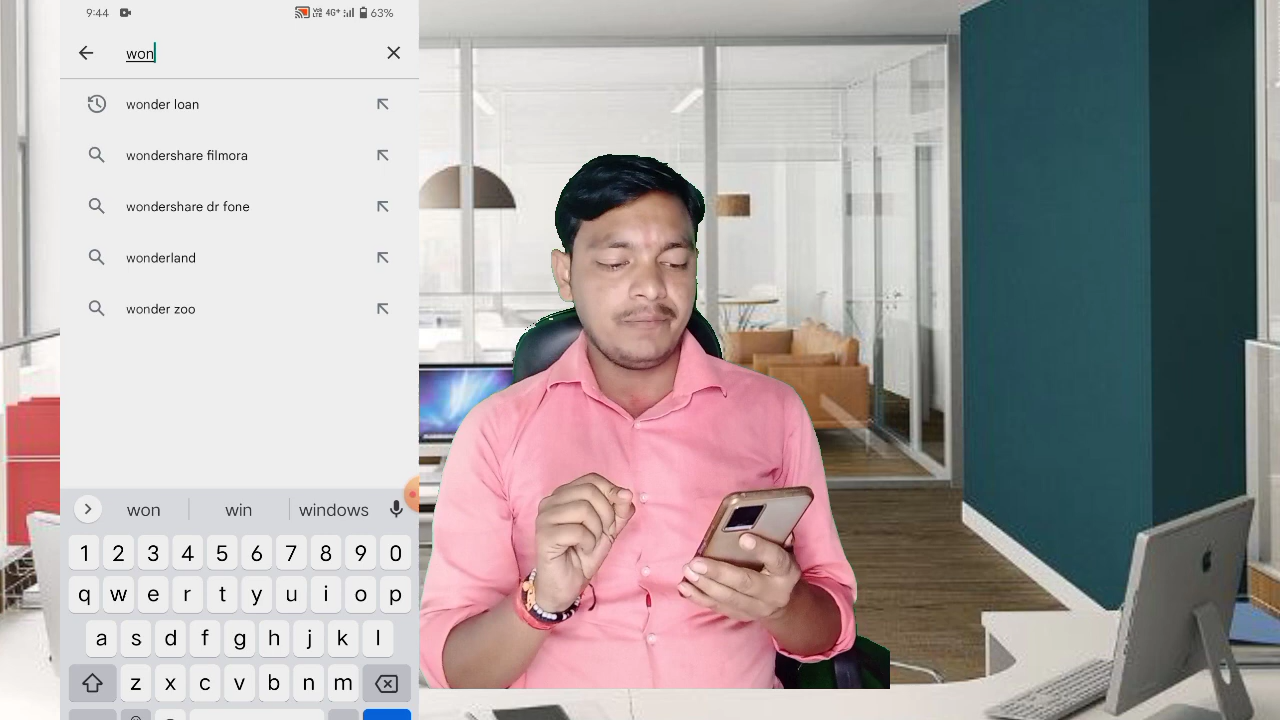 9:44 4G+ 63%
won
wonder loan
wondershare filmora
wondershare dr fone
wonderland
wonder zoo
won win windows
1 2 3 4 5 6 7 8 9 0
q w e r t y u i o p
a s d f g h j k l
z x c v b n m